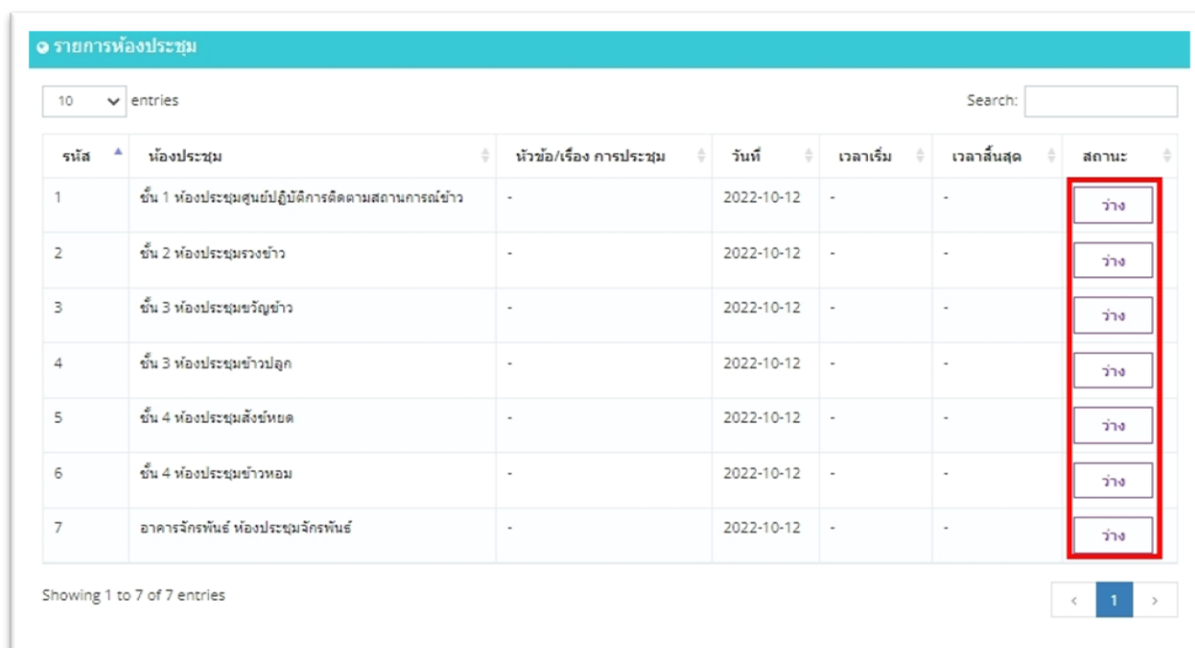 รายการห้องประชุม
10 entries Search:
รหัส ห้องประชุม หัวข้อ/เรื่อง การประชุม วันที่ เวลาเริ่ม เวลาสิ้นสุด สถานะ
1 ชั้น 1 ห้องประชุมศูนย์ปฏิบัติการติดตามสถานการณ์ข้าว - 2022-10-12 - - ว่าง
2 ชั้น 2 ห้องประชุมรวงข้าว - 2022-10-12 - - ว่าง
3 ชั้น 3 ห้องประชุมขวัญข้าว - 2022-10-12 - - ว่าง
4 ชั้น 3 ห้องประชุมข้าวปลูก - 2022-10-12 - - ว่าง
5 ชั้น 4 ห้องประชุมสังข์หยด - 2022-10-12 - - ว่าง
6 ชั้น 4 ห้องประชุมข้าวหอม - 2022-10-12 - - ว่าง
7 อาคารจักรพันธ์ ห้องประชุมจักรพันธ์ - 2022-10-12 - - ว่าง
Showing 1 to 7 of 7 entries < 1 >